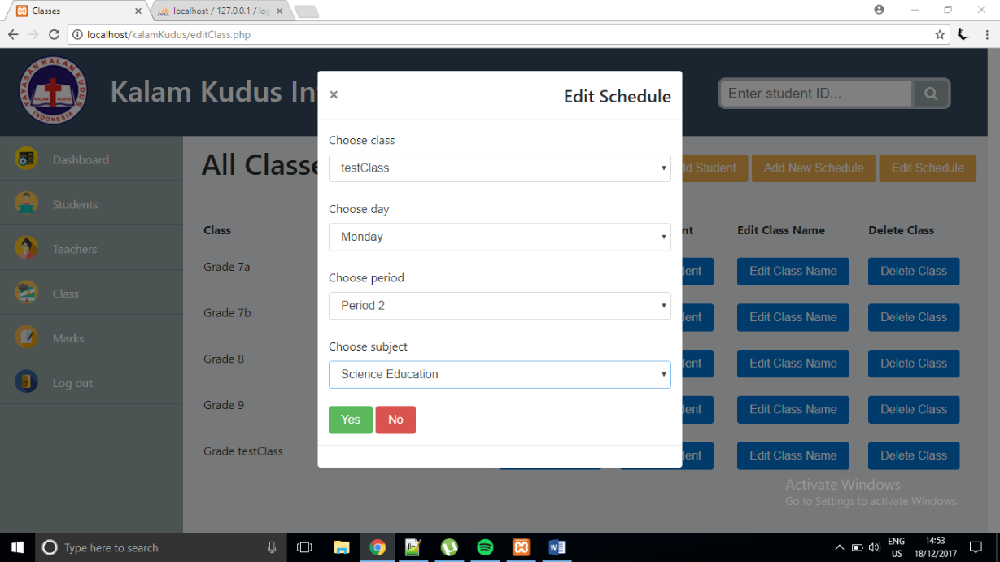 Classes
localhost / 127.0.0.1 / log
localhost/kalamKudus/editClass.php
YAYASAN KALAM KUDUS
KALAM KUDUS
INDONESIA
Kalam Kudus In
Enter student ID...
Dashboard
Students
Teachers
Class
Marks
Log out
All Classe
dd Student
Add New Schedule
Edit Schedule
Class
nt
Edit Class Name
Delete Class
Grade 7a
dent
Edit Class Name
Delete Class
Grade 7b
dent
Edit Class Name
Delete Class
Grade 8
dent
Edit Class Name
Delete Class
Grade 9
dent
Edit Class Name
Delete Class
Grade testClass
dent
Edit Class Name
Delete Class
×
Edit Schedule
Choose class
testClass
Choose day
Monday
Choose period
Period 2
Choose subject
Science Education
Yes
No
Activate Windows
Go to Settings to activate Windows.
Type here to search
ENG
US
14:53
18/12/2017